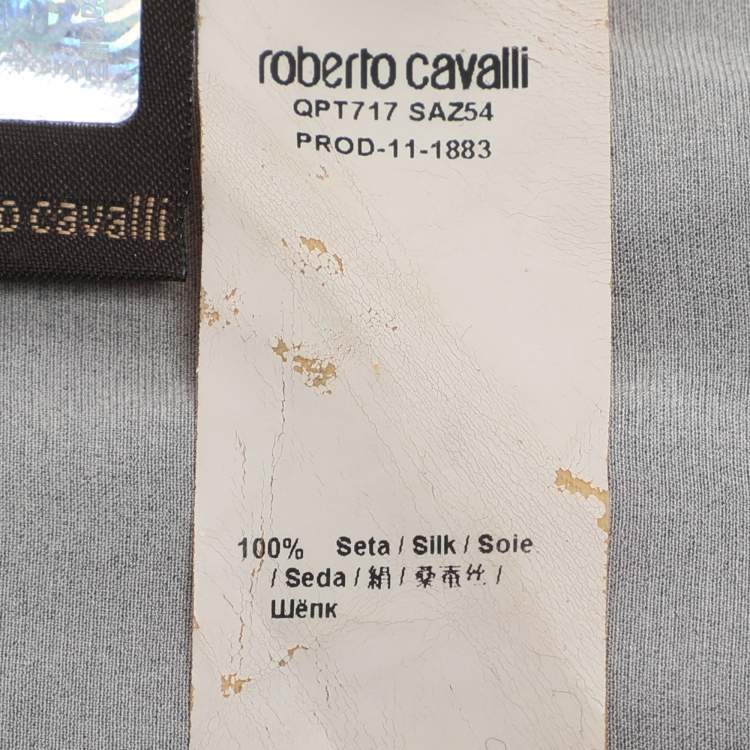 roberto cavalli
QPT717 SAZ54
PROD-11-1883
o cavalli
100% Seta / Silk / Soie
/ Seda / 絹 / 桑蚕丝 /
Шёлк